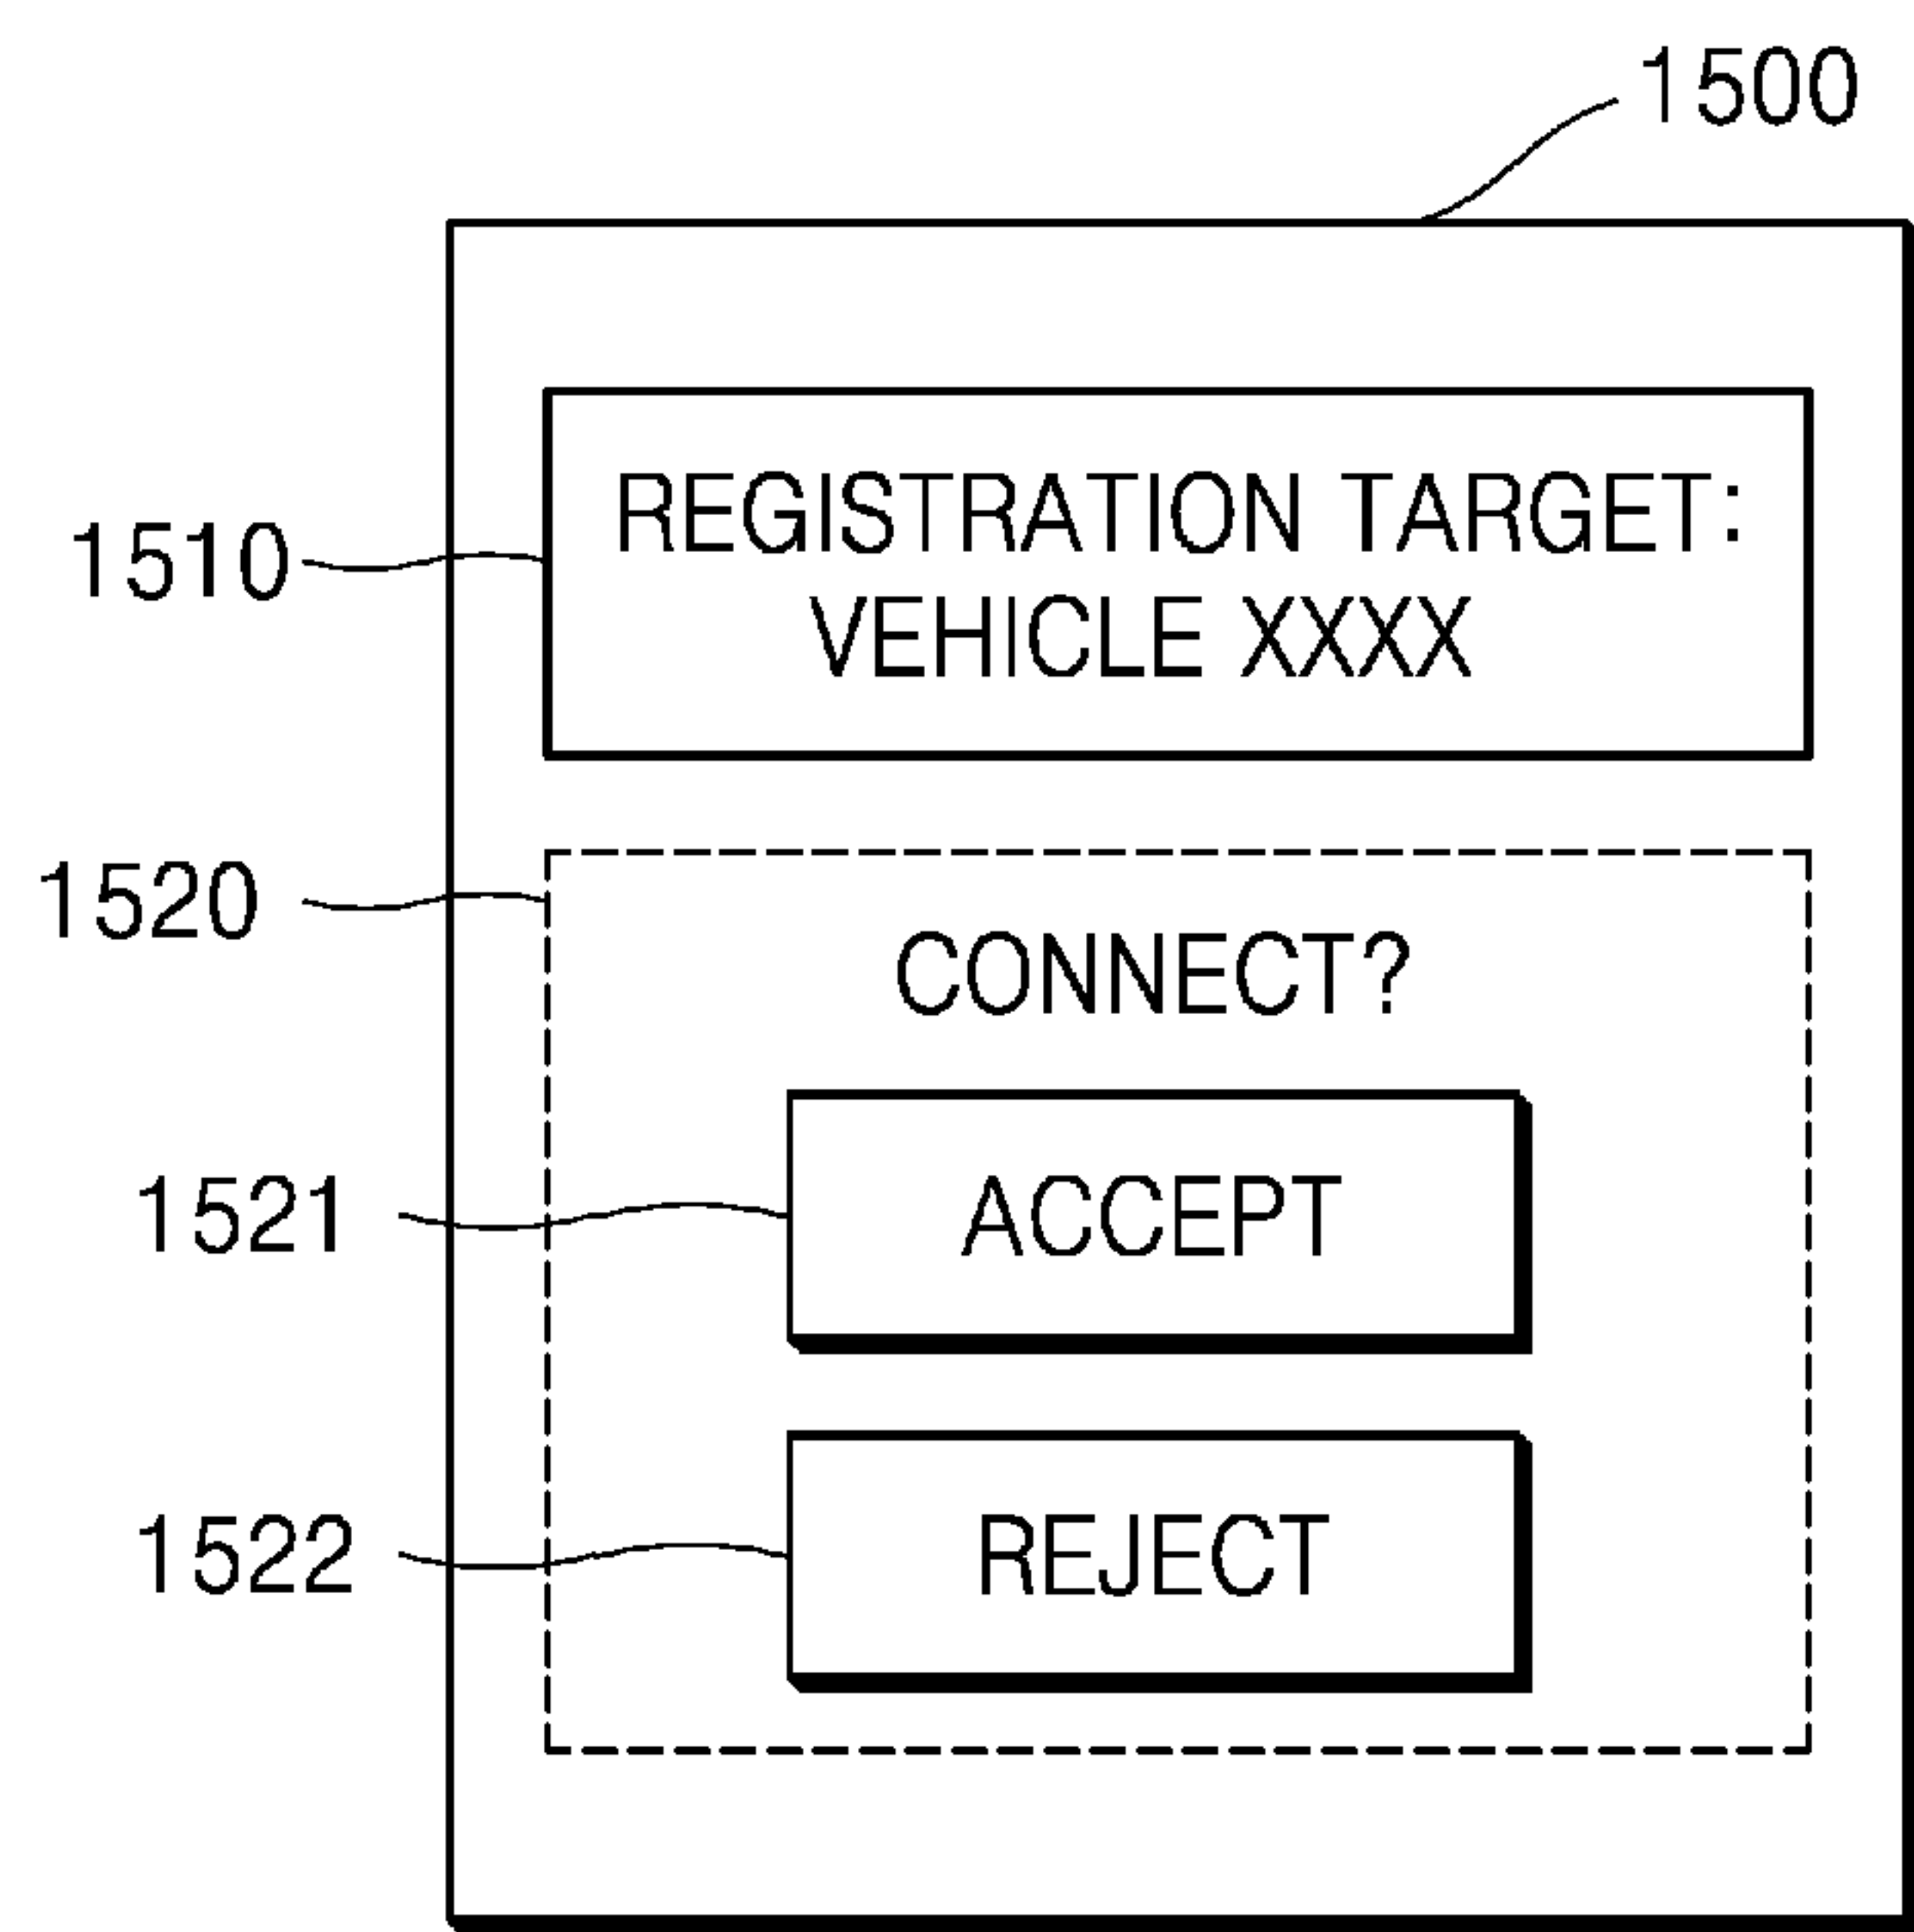 1500
1510
REGISTRATION TARGET:
VEHICLE XXXX
1520
CONNECT?
1521
ACCEPT
1522
REJECT